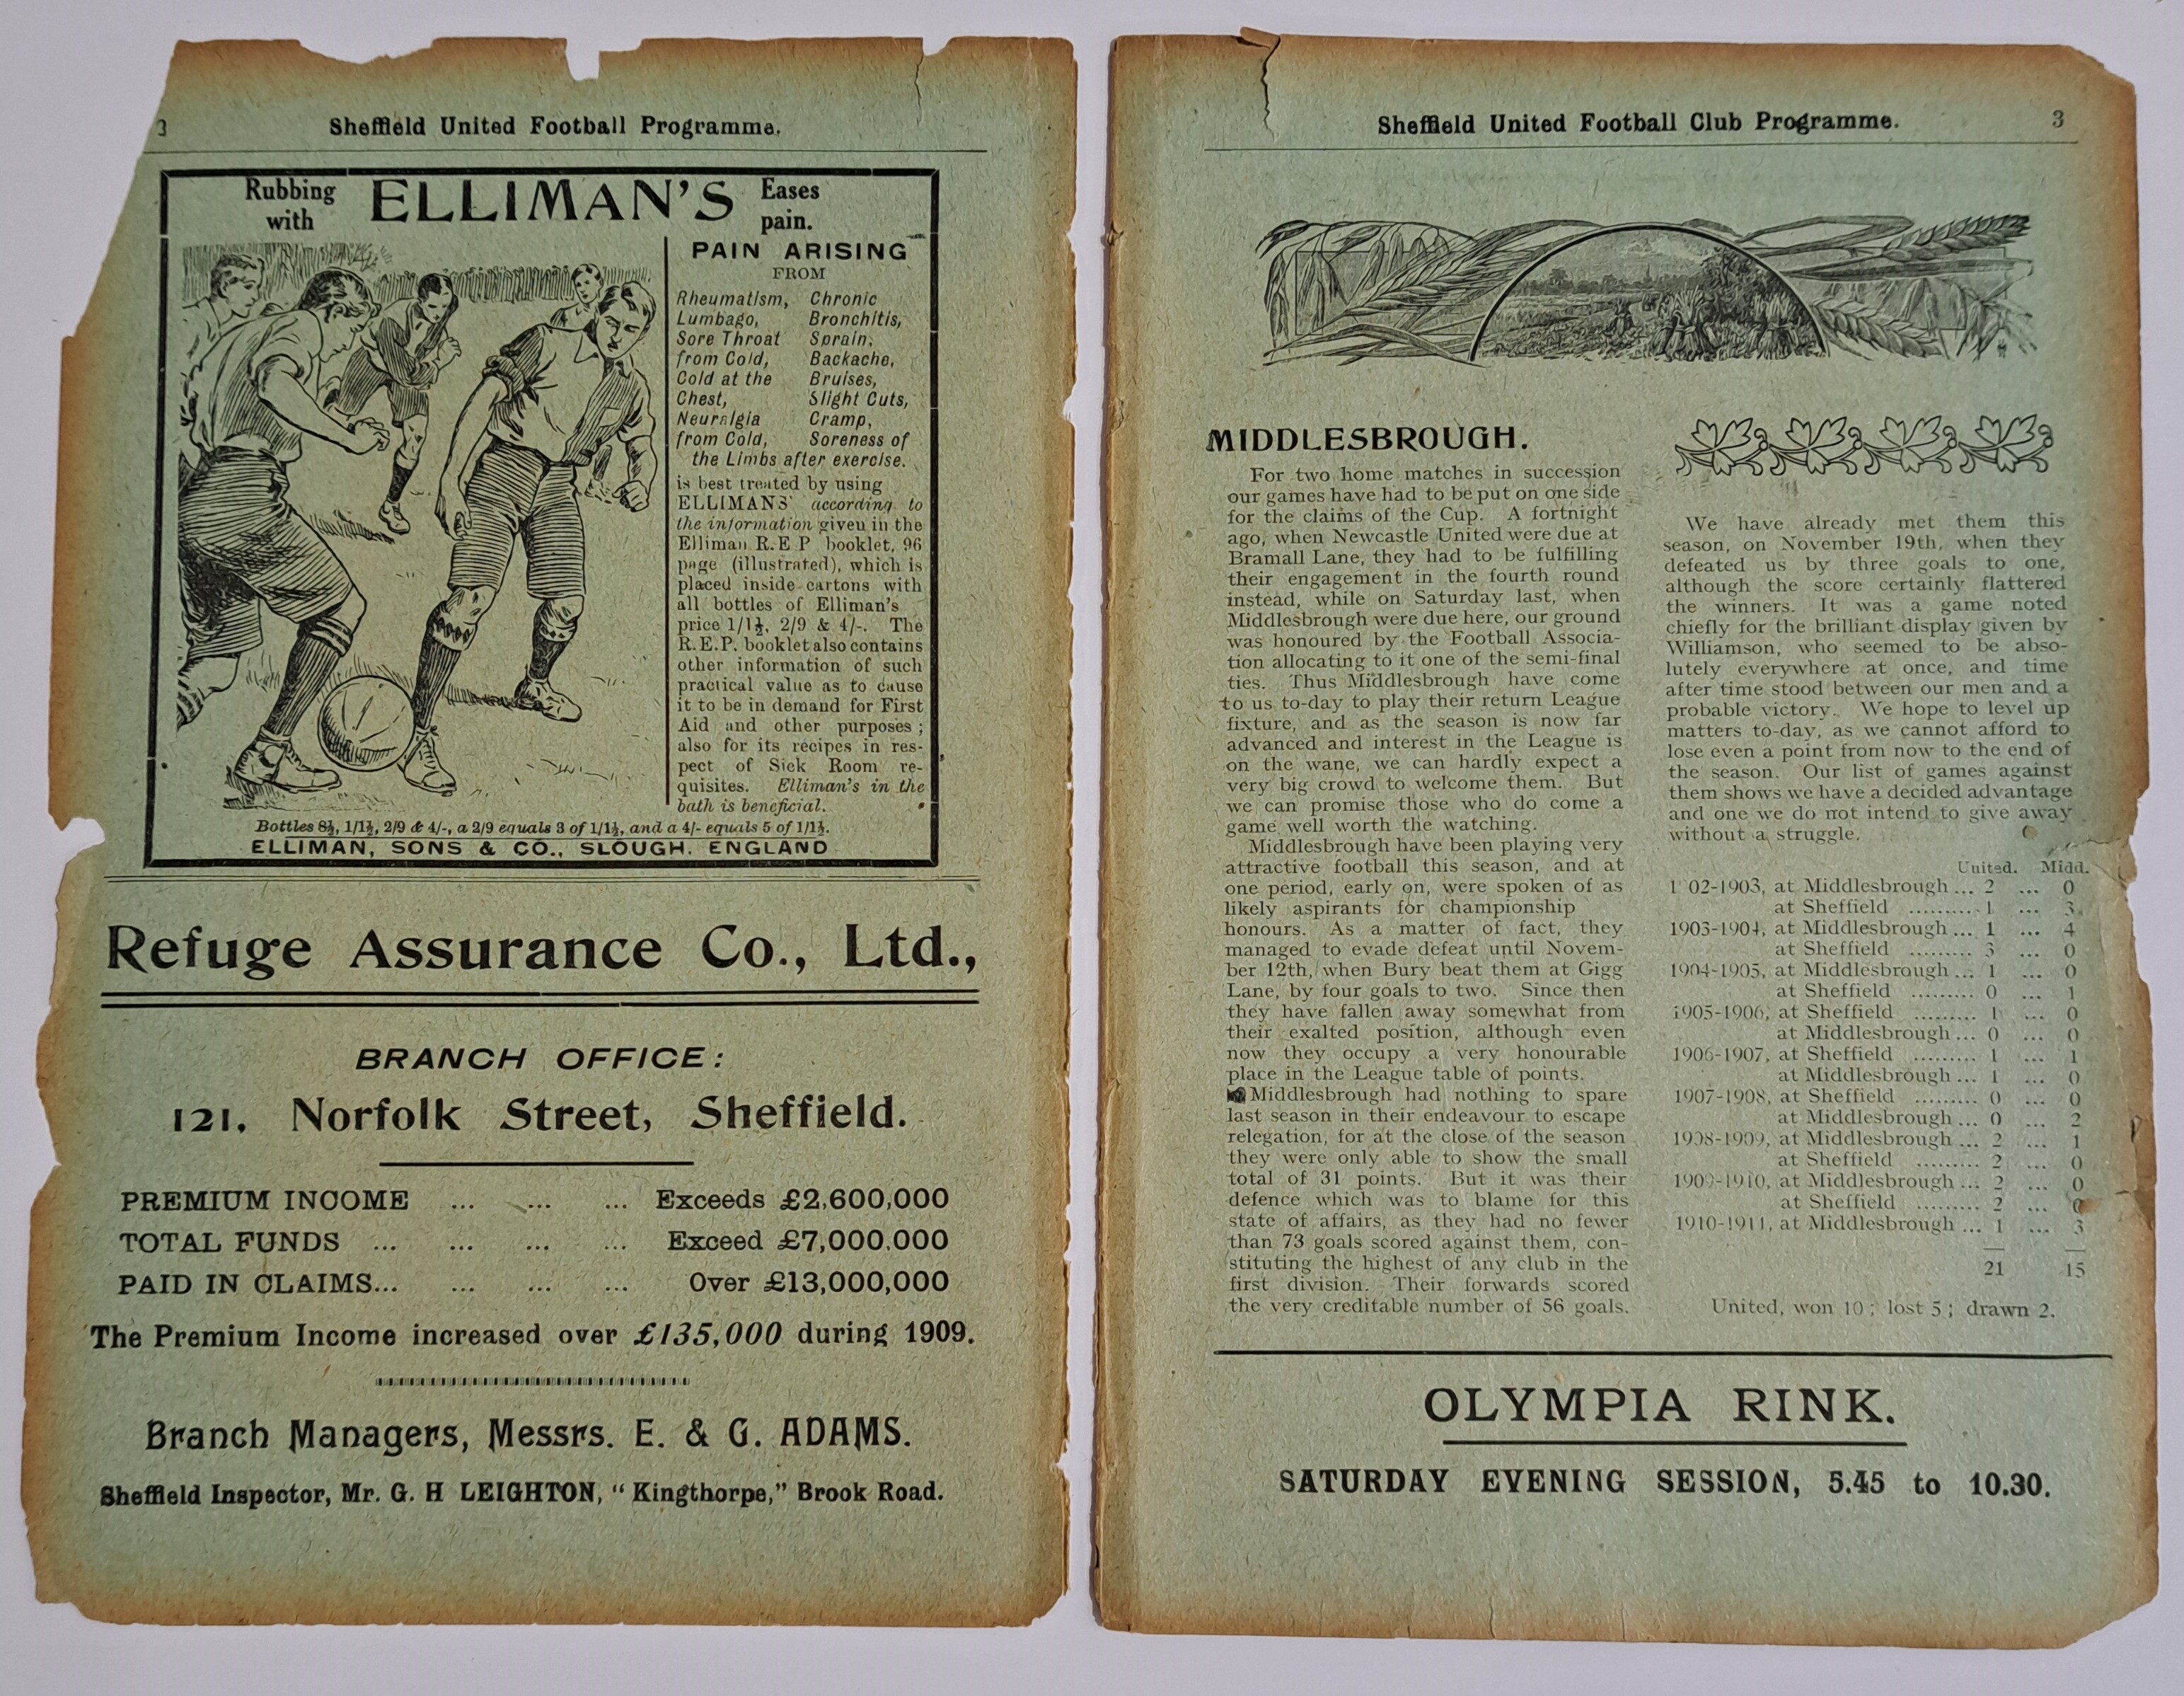 3
Sheffield United Football Programme.
Rubbing with ELLIMAN'S Eases pain.
PAIN ARISING
FROM
Rheumatism, Chronic
Lumbago, Bronchitis,
Sore Throat Sprain,
from Cold, Backache,
Cold at the Bruises,
Chest, Slight Cuts,
Neuralgia Cramp,
from Cold, Soreness of
the Limbs after exercise.
is best treated by using
ELLIMANS' according to
the information given in the
Elliman R.E P booklet, 96
page (illustrated), which is
placed inside cartons with
all bottles of Elliman's
price 1/1½, 2/9 & 4/-. The
R.E.P. booklet also contains
other information of such
practical value as to cause
it to be in demand for First
Aid and other purposes;
also for its recipes in res-
pect of Sick Room re-
quisites. Elliman's in the
bath is beneficial.
Bottles 8½, 1/1½, 2/9 & 4/-, a 2/9 equals 3 of 1/1½, and a 4/- equals 5 of 1/1½.
ELLIMAN, SONS & CO., SLOUGH. ENGLAND
Refuge Assurance Co., Ltd.,
BRANCH OFFICE:
121. Norfolk Street, Sheffield.
PREMIUM INCOME ... ... ... Exceeds £2,600,000
TOTAL FUNDS ... ... ... ... Exceed £7,000,000
PAID IN CLAIMS... ... ... ... Over £13,000,000
The Premium Income increased over £135,000 during 1909.
Branch Managers, Messrs. E. & G. ADAMS.
Sheffield Inspector, Mr. G. H LEIGHTON, "Kingthorpe," Brook Road.
Sheffield United Football Club Programme. 3
MIDDLESBROUGH.
For two home matches in succession
our games have had to be put on one side
for the claims of the Cup. A fortnight
ago, when Newcastle United were due at
Bramall Lane, they had to be fulfilling
their engagement in the fourth round
instead, while on Saturday last, when
Middlesbrough were due here, our ground
was honoured by the Football Associa-
tion allocating to it one of the semi-final
ties. Thus Middlesbrough have come
to us to-day to play their return League
fixture, and as the season is now far
advanced and interest in the League is
on the wane, we can hardly expect a
very big crowd to welcome them. But
we can promise those who do come a
game well worth the watching.
Middlesbrough have been playing very
attractive football this season, and at
one period, early on, were spoken of as
likely aspirants for championship
honours. As a matter of fact, they
managed to evade defeat until Novem-
ber 12th, when Bury beat them at Gigg
Lane, by four goals to two. Since then
they have fallen away somewhat from
their exalted position, although even
now they occupy a very honourable
place in the League table of points.
Middlesbrough had nothing to spare
last season in their endeavour to escape
relegation, for at the close of the season
they were only able to show the small
total of 31 points. But it was their
defence which was to blame for this
state of affairs, as they had no fewer
than 73 goals scored against them, con-
stituting the highest of any club in the
first division. Their forwards scored
the very creditable number of 56 goals.
We have already met them this
season, on November 19th, when they
defeated us by three goals to one,
although the score certainly flattered
the winners. It was a game noted
chiefly for the brilliant display given by
Williamson, who seemed to be abso-
lutely everywhere at once, and time
after time stood between our men and a
probable victory. We hope to level up
matters to-day, as we cannot afford to
lose even a point from now to the end of
the season. Our list of games against
them shows we have a decided advantage
and one we do not intend to give away
without a struggle.
United. Midd.
1 02-1903, at Middlesbrough ... 2 ... 0
at Sheffield .......... 1 ... 3
1903-1904, at Middlesbrough ... 1 ... 4
at Sheffield ......... 3 ... 0
1904-1905, at Middlesbrough ... 1 ... 0
at Sheffield ......... 0 ... 1
1905-1906, at Sheffield ......... 1 ... 0
at Middlesbrough ... 0 ... 0
1906-1907, at Sheffield ......... 1 ... 1
at Middlesbrough ... 1 ... 0
1907-1908, at Sheffield ......... 0 ... 0
at Middlesbrough ... 0 ... 2
1908-1909, at Middlesbrough ... 2 ... 1
at Sheffield ......... 2 ... 0
1909-1910, at Middlesbrough ... 2 ... 0
at Sheffield ......... 2 ... 0
1910-1911, at Middlesbrough ... 1 ... 3
21 15
United, won 10; lost 5; drawn 2.
OLYMPIA RINK.
SATURDAY EVENING SESSION, 5.45 to 10.30.